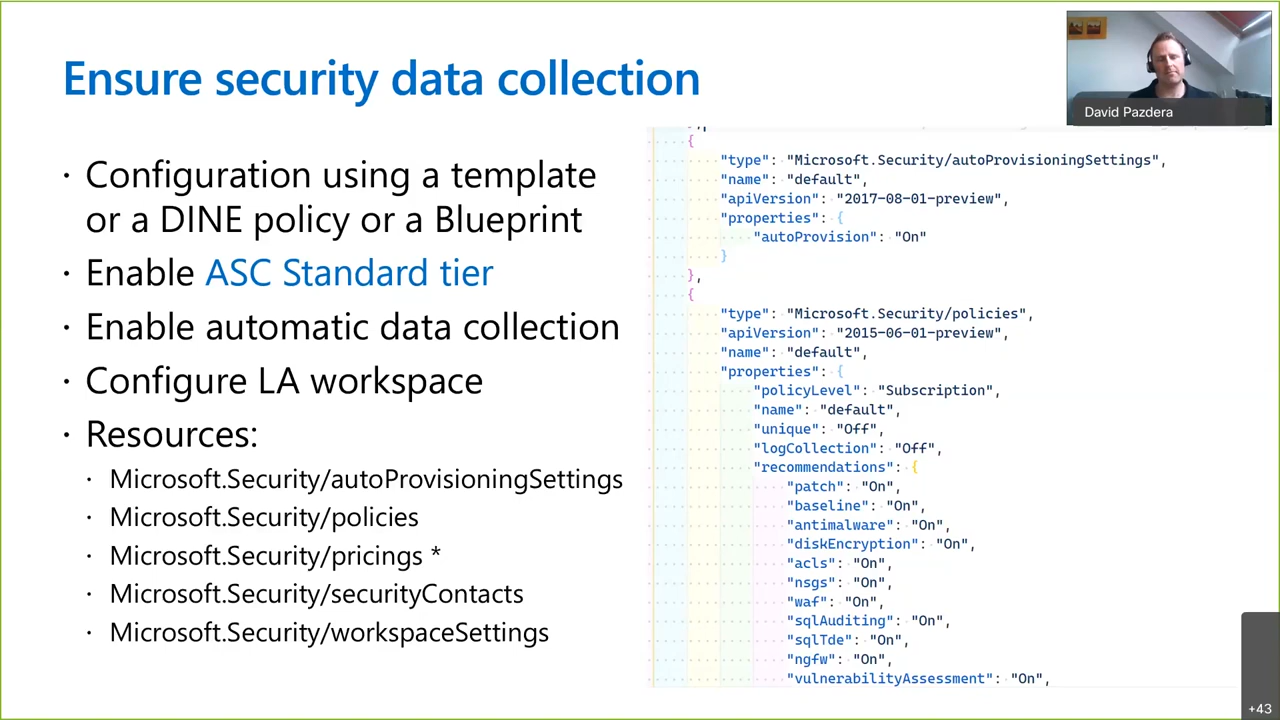 Ensure security data collection
David Pazdera
· Configuration using a template
or a DINE policy or a Blueprint
· Enable ASC Standard tier
· Enable automatic data collection
· Configure LA workspace
· Resources:
· Microsoft.Security/autoProvisioningSettings
· Microsoft.Security/policies
· Microsoft.Security/pricings *
· Microsoft.Security/securityContacts
· Microsoft.Security/workspaceSettings
{
"type": "Microsoft.Security/autoProvisioningSettings",
"name": "default",
"apiVersion": "2017-08-01-preview",
"properties": {
"autoProvision": "On"
}
},
{
"type": "Microsoft.Security/policies",
"apiVersion": "2015-06-01-preview",
"name": "default",
"properties": {
"policyLevel": "Subscription",
"name": "default",
"unique": "Off",
"logCollection": "Off",
"recommendations": {
"patch": "On",
"baseline": "On",
"antimalware": "On",
"diskEncryption": "On",
"acls": "On",
"nsgs": "On",
"waf": "On",
"sqlAuditing": "On",
"sqlTde": "On",
"ngfw": "On",
"vulnerabilityAssessment": "On",
+43